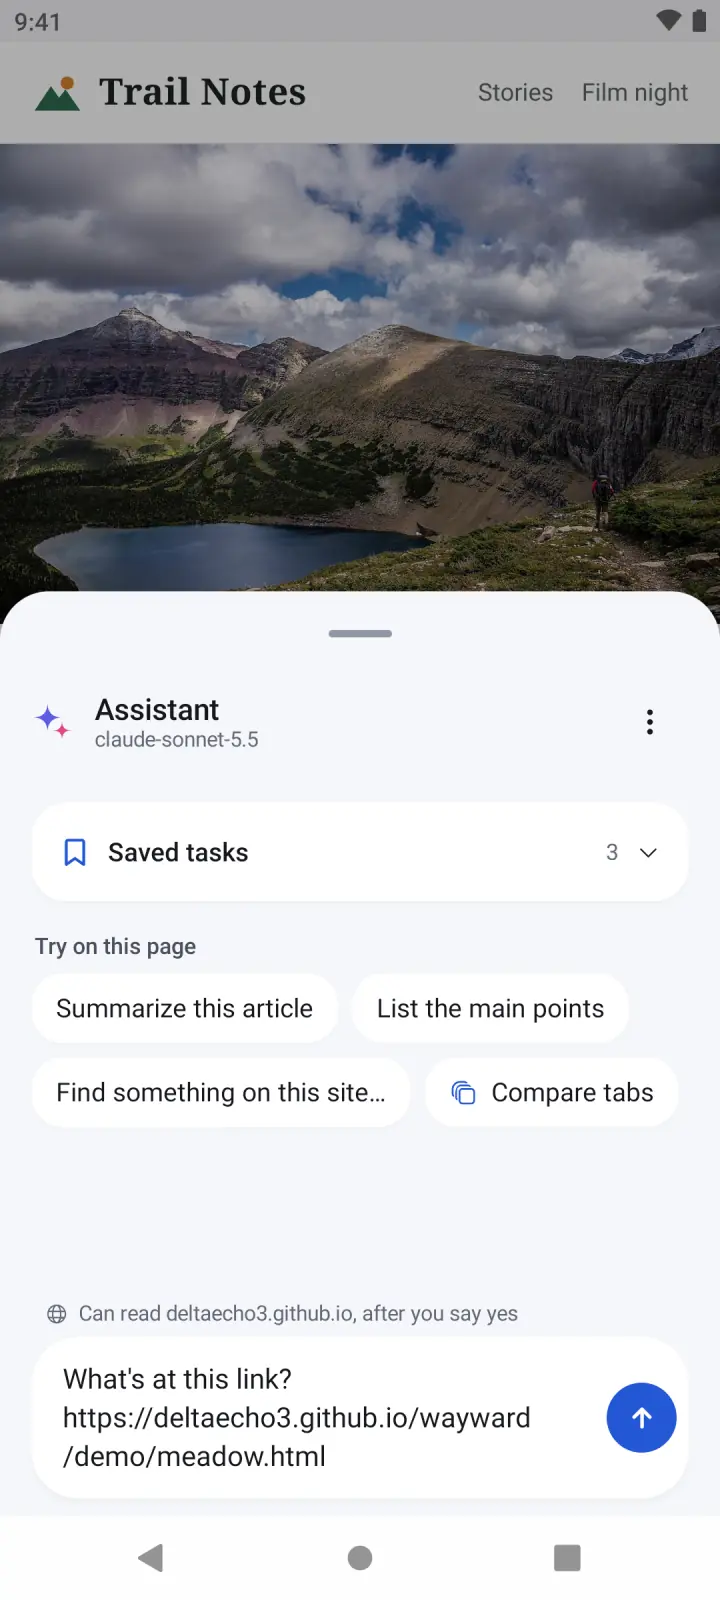 9:41
Trail Notes
Stories
Film night
Assistant
claude-sonnet-5.5
Saved tasks
3
Try on this page
Summarize this article
List the main points
Find something on this site...
Compare tabs
Can read deltaecho3.github.io, after you say yes
What's at this link?
https://deltaecho3.github.io/wayward
/demo/meadow.html